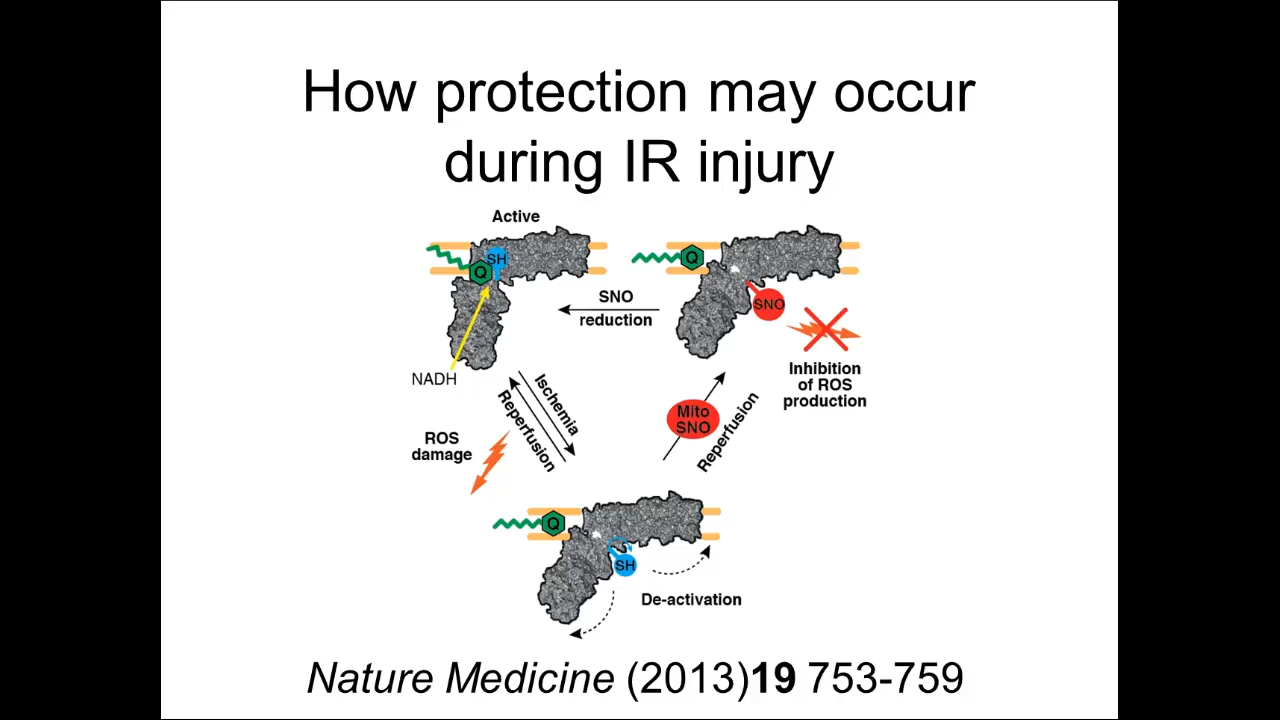 How protection may occur
during IR injury
Active
SH
Q
NADH
SNO
reduction
Q
SNO
Inhibition
of ROS
production
Ischemia
Reperfusion
ROS
damage
Mito
SNO
Reperfusion
Q
SH
De-activation
Nature Medicine (2013)19 753-759